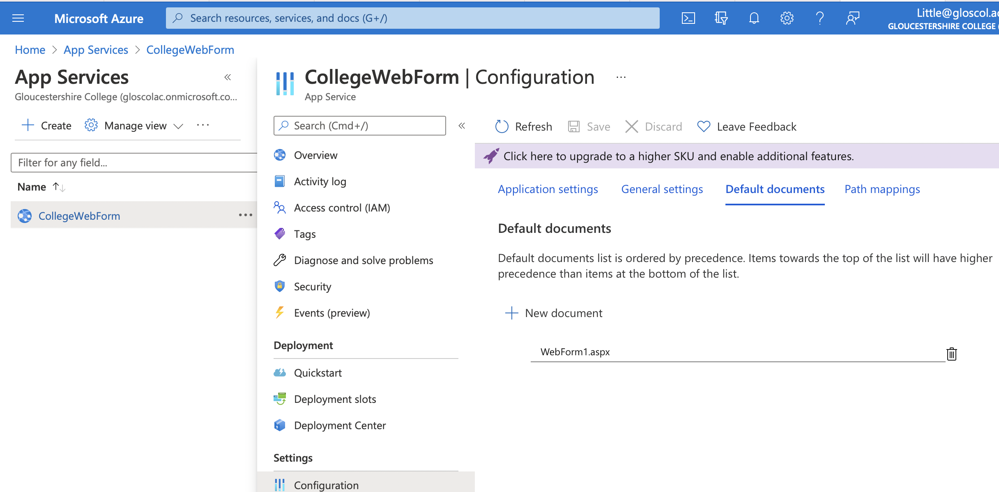 Microsoft Azure
Search resources, services, and docs (G+/)
Little@gloscol.ac
GLOUCESTERSHIRE COLLEGE (
Home > App Services > CollegeWebForm
App Services
Gloucestershire College (gloscolac.onmicrosoft.co...
Create
Manage view
Filter for any field...
Name
CollegeWebForm
CollegeWebForm | Configuration
App Service
Search (Cmd+/)
Overview
Activity log
Access control (IAM)
Tags
Diagnose and solve problems
Security
Events (preview)
Deployment
Quickstart
Deployment slots
Deployment Center
Settings
Configuration
Refresh
Save
Discard
Leave Feedback
Click here to upgrade to a higher SKU and enable additional features.
Application settings
General settings
Default documents
Path mappings
Default documents
Default documents list is ordered by precedence. Items towards the top of the list will have higher
precedence than items at the bottom of the list.
New document
WebForm1.aspx